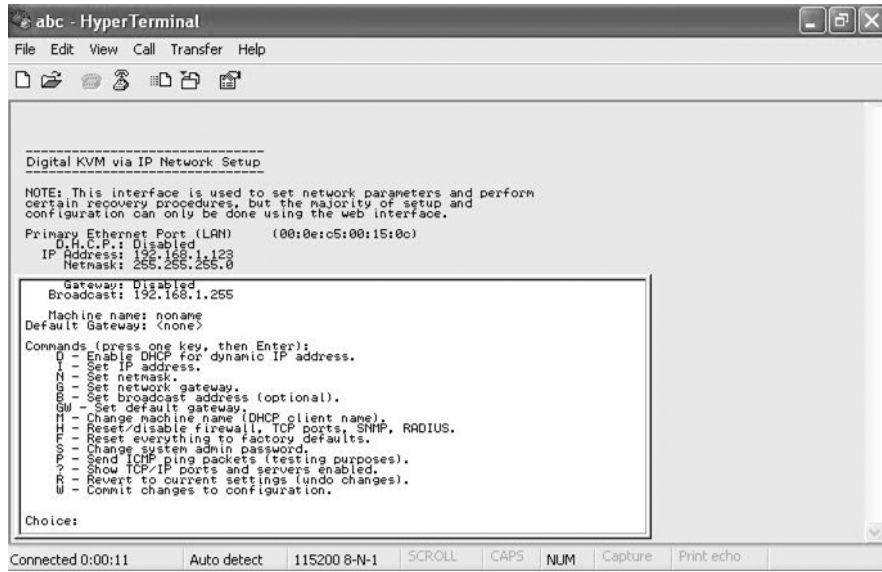 abc - HyperTerminal
File Edit View Call Transfer Help
Digital KVM via IP Network Setup
NOTE: This interface is used to set network parameters and perform
certain recovery procedures, but the majority of setup and
configuration can only be done using the web interface.
Primary Ethernet Port (LAN) (00:0e:c5:00:15:0c)
D.H.C.P.: Disabled
IP Address: 192.168.1.123
Netmask: 255.255.255.0
Gateway: Disabled
Broadcast: 192.168.1.255
Machine name: noname
Default Gateway: <none>
Commands (press one key, then Enter):
D - Enable DHCP for dynamic IP address.
I - Set IP address.
N - Set netmask.
G - Set network gateway.
B - Set broadcast address (optional).
GW - Set default gateway.
M - Change machine name (DHCP client name).
H - Reset/disable firewall, TCP ports, SNMP, RADIUS.
F - Reset everything to factory defaults.
S - Change system admin password.
P - Send ICMP ping packets (testing purposes).
? - Show TCP/IP ports and servers enabled.
R - Revert to current settings (undo changes).
W - Commit changes to configuration.
Choice:
Connected 0:00:11 Auto detect 115200 8-N-1 SCROLL CAPS NUM Capture Print echo